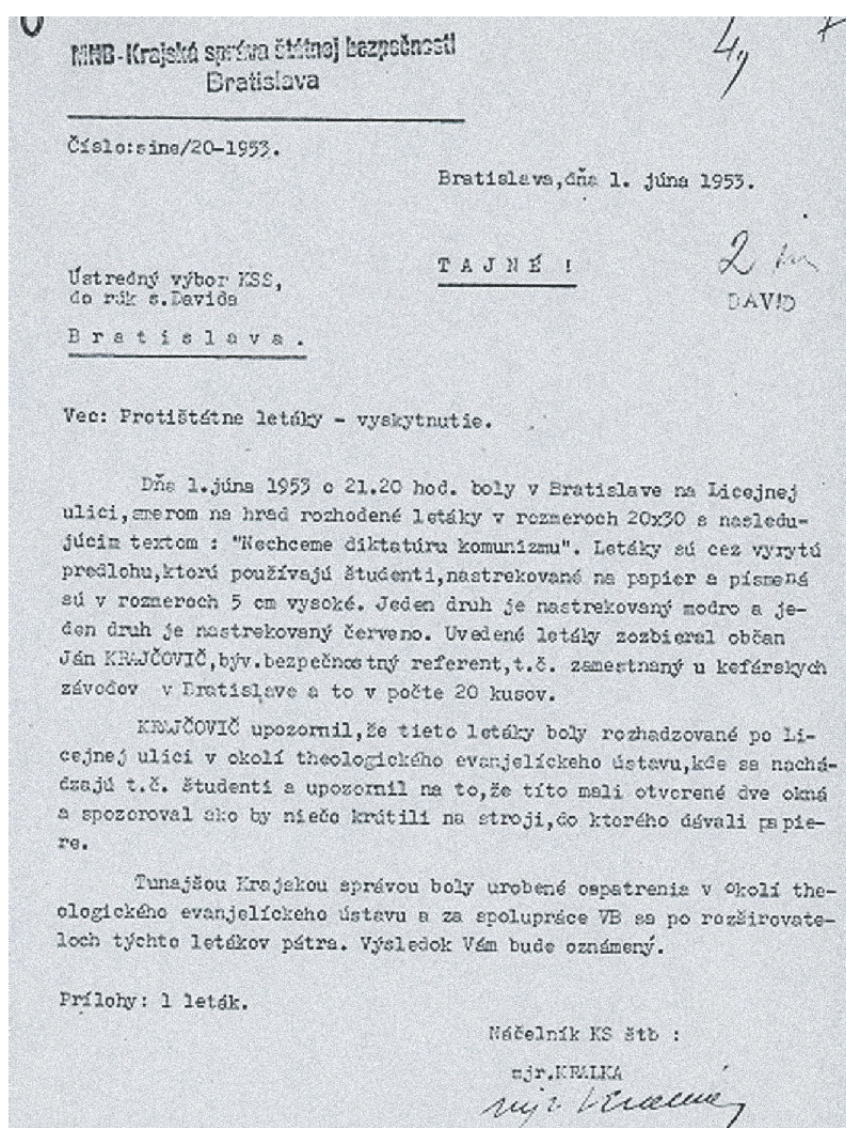 MNB-Krajská správa štátnej bezpečnosti
Bratislava
Číslo:sine/20-1953.
Bratislava,dňa 1. júna 1953.
T A J N É !
2
DAVID
Ústredný výbor KSS,
do rúk s.Davida
B r a t i s l a v a .
Vec: Protištátne letáky - vyskytnutie.
Dňa 1.júna 1953 o 21.20 hod. boly v Bratislave na Licejnej
ulici,smerom na hrad rozhodené letáky v rozmeroch 20x30 s nasledu-
júcim textom : "Nechceme diktatúru komunizmu". Letáky sú cez vyrytú
predlohu,ktorú používajú študenti,nastrekované na papier a písmená
sú v rozmeroch 5 cm vysoké. Jeden druh je nastrekovaný modro a je-
den druh je nastrekovaný červeno. Uvedené letáky zozbieral občan
Ján KRAJČOVIČ,býv.bezpečnostný referent,t.č. zamestnaný u kefárskych
závodov v Bratislave a to v počte 20 kusov.
KRAJČOVIČ upozornil,že tieto letáky boly rozhadzované po Li-
cejnej ulici v okolí theologického evanjelíckeho ústavu,kde sa nachá-
dzajú t.č. študenti a upozornil na to,že títo mali otvorené dve okná
a spozoroval ako by niečo krútili na stroji,do ktorého dávali papie-
re.
Tunajšou Krajskou správou boly urobené ospatrenia v okolí the-
ologického evanjelíckeho ústavu a za spolupráce VB sa po rozširovate-
loch týchto letákov pátra. Výsledok Vám bude oznámený.
Prílohy: 1 leták.
Náčelník KS štb :
mjr.KRALKA